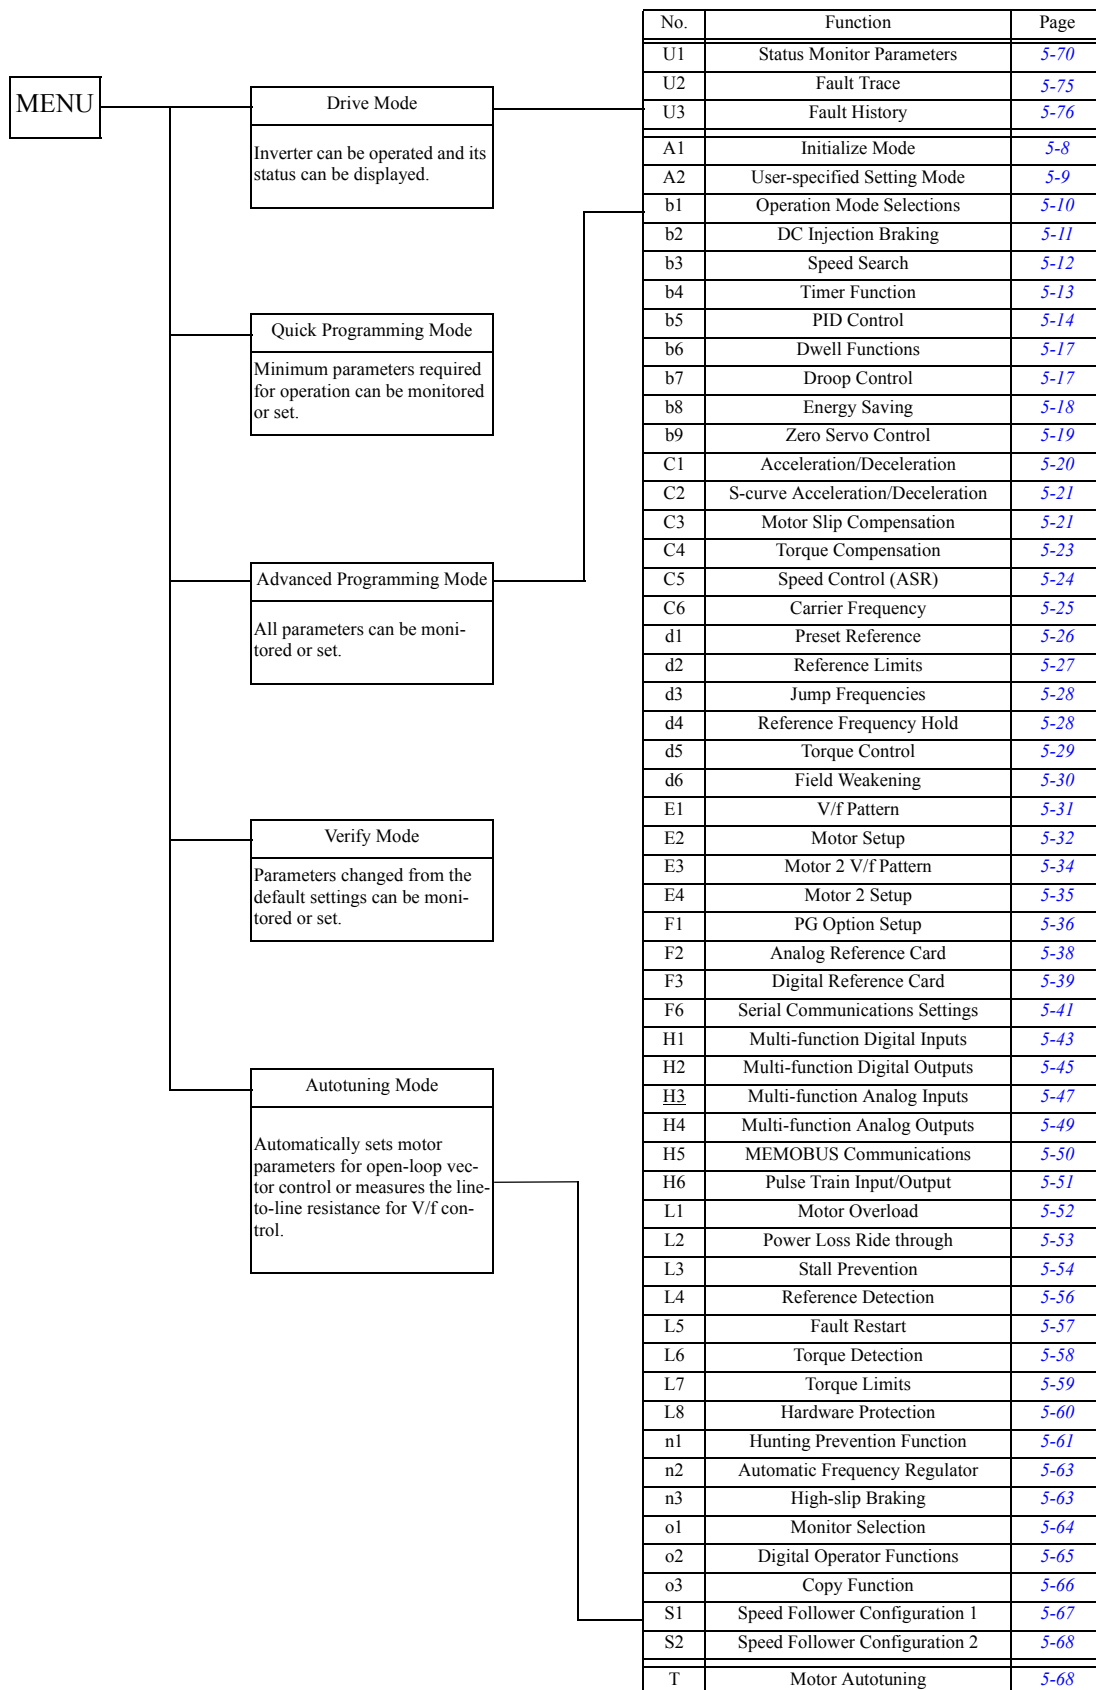 MENU
Drive Mode
Inverter can be operated and its
status can be displayed.
Quick Programming Mode
Minimum parameters required
for operation can be monitored
or set.
Advanced Programming Mode
All parameters can be moni-
tored or set.
Verify Mode
Parameters changed from the
default settings can be moni-
tored or set.
Autotuning Mode
Automatically sets motor
parameters for open-loop vec-
tor control or measures the line-
to-line resistance for V/f con-
trol.
No. Function Page
U1 Status Monitor Parameters 5-70
U2 Fault Trace 5-75
U3 Fault History 5-76
A1 Initialize Mode 5-8
A2 User-specified Setting Mode 5-9
b1 Operation Mode Selections 5-10
b2 DC Injection Braking 5-11
b3 Speed Search 5-12
b4 Timer Function 5-13
b5 PID Control 5-14
b6 Dwell Functions 5-17
b7 Droop Control 5-17
b8 Energy Saving 5-18
b9 Zero Servo Control 5-19
C1 Acceleration/Deceleration 5-20
C2 S-curve Acceleration/Deceleration 5-21
C3 Motor Slip Compensation 5-21
C4 Torque Compensation 5-23
C5 Speed Control (ASR) 5-24
C6 Carrier Frequency 5-25
d1 Preset Reference 5-26
d2 Reference Limits 5-27
d3 Jump Frequencies 5-28
d4 Reference Frequency Hold 5-28
d5 Torque Control 5-29
d6 Field Weakening 5-30
E1 V/f Pattern 5-31
E2 Motor Setup 5-32
E3 Motor 2 V/f Pattern 5-34
E4 Motor 2 Setup 5-35
F1 PG Option Setup 5-36
F2 Analog Reference Card 5-38
F3 Digital Reference Card 5-39
F6 Serial Communications Settings 5-41
H1 Multi-function Digital Inputs 5-43
H2 Multi-function Digital Outputs 5-45
H3 Multi-function Analog Inputs 5-47
H4 Multi-function Analog Outputs 5-49
H5 MEMOBUS Communications 5-50
H6 Pulse Train Input/Output 5-51
L1 Motor Overload 5-52
L2 Power Loss Ride through 5-53
L3 Stall Prevention 5-54
L4 Reference Detection 5-56
L5 Fault Restart 5-57
L6 Torque Detection 5-58
L7 Torque Limits 5-59
L8 Hardware Protection 5-60
n1 Hunting Prevention Function 5-61
n2 Automatic Frequency Regulator 5-63
n3 High-slip Braking 5-63
o1 Monitor Selection 5-64
o2 Digital Operator Functions 5-65
o3 Copy Function 5-66
S1 Speed Follower Configuration 1 5-67
S2 Speed Follower Configuration 2 5-68
T Motor Autotuning 5-68